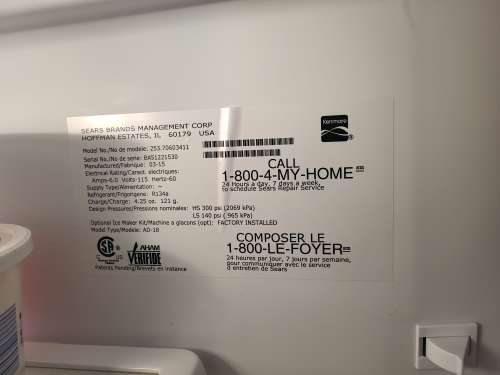 SEARS BRANDS MANAGEMENT CORP
HOFFMAN ESTATES, IL 60179 USA
Model No./No de modele: 253.70603411
Serial No./No de série: BA51221530
Manufactured/Fabrique: 03-15
Electrical Rating/Caract. electriques:
Amps-6.0 Volts-115 Hertz-60
Supply Type/Alimentation: ~
Refrigerant/Frigorigene: R134a
Charge/Charge: 4.25 oz. 121 g.
Design Pressures/Pressions nominales: HS 300 psi (2069 kPa)
LS 140 psi ( 965 kPa)
Optional Ice Maker Kit/Machine a glacons (opt): FACTORY INSTALLED
Model Type/Modele: AD-18
Kenmore
CALL
1-800-4-MY-HOME
24 Hours a day, 7 days a week,
to schedule Sears Repair Service
COMPOSER LE
1-800-LE-FOYER
24 heures par jour, 7 jours par semaine,
pour communiquer avec le service
d entretien de Sears
C US
AHAM
VERIFIDE
Patents Pending/Brevets en instance